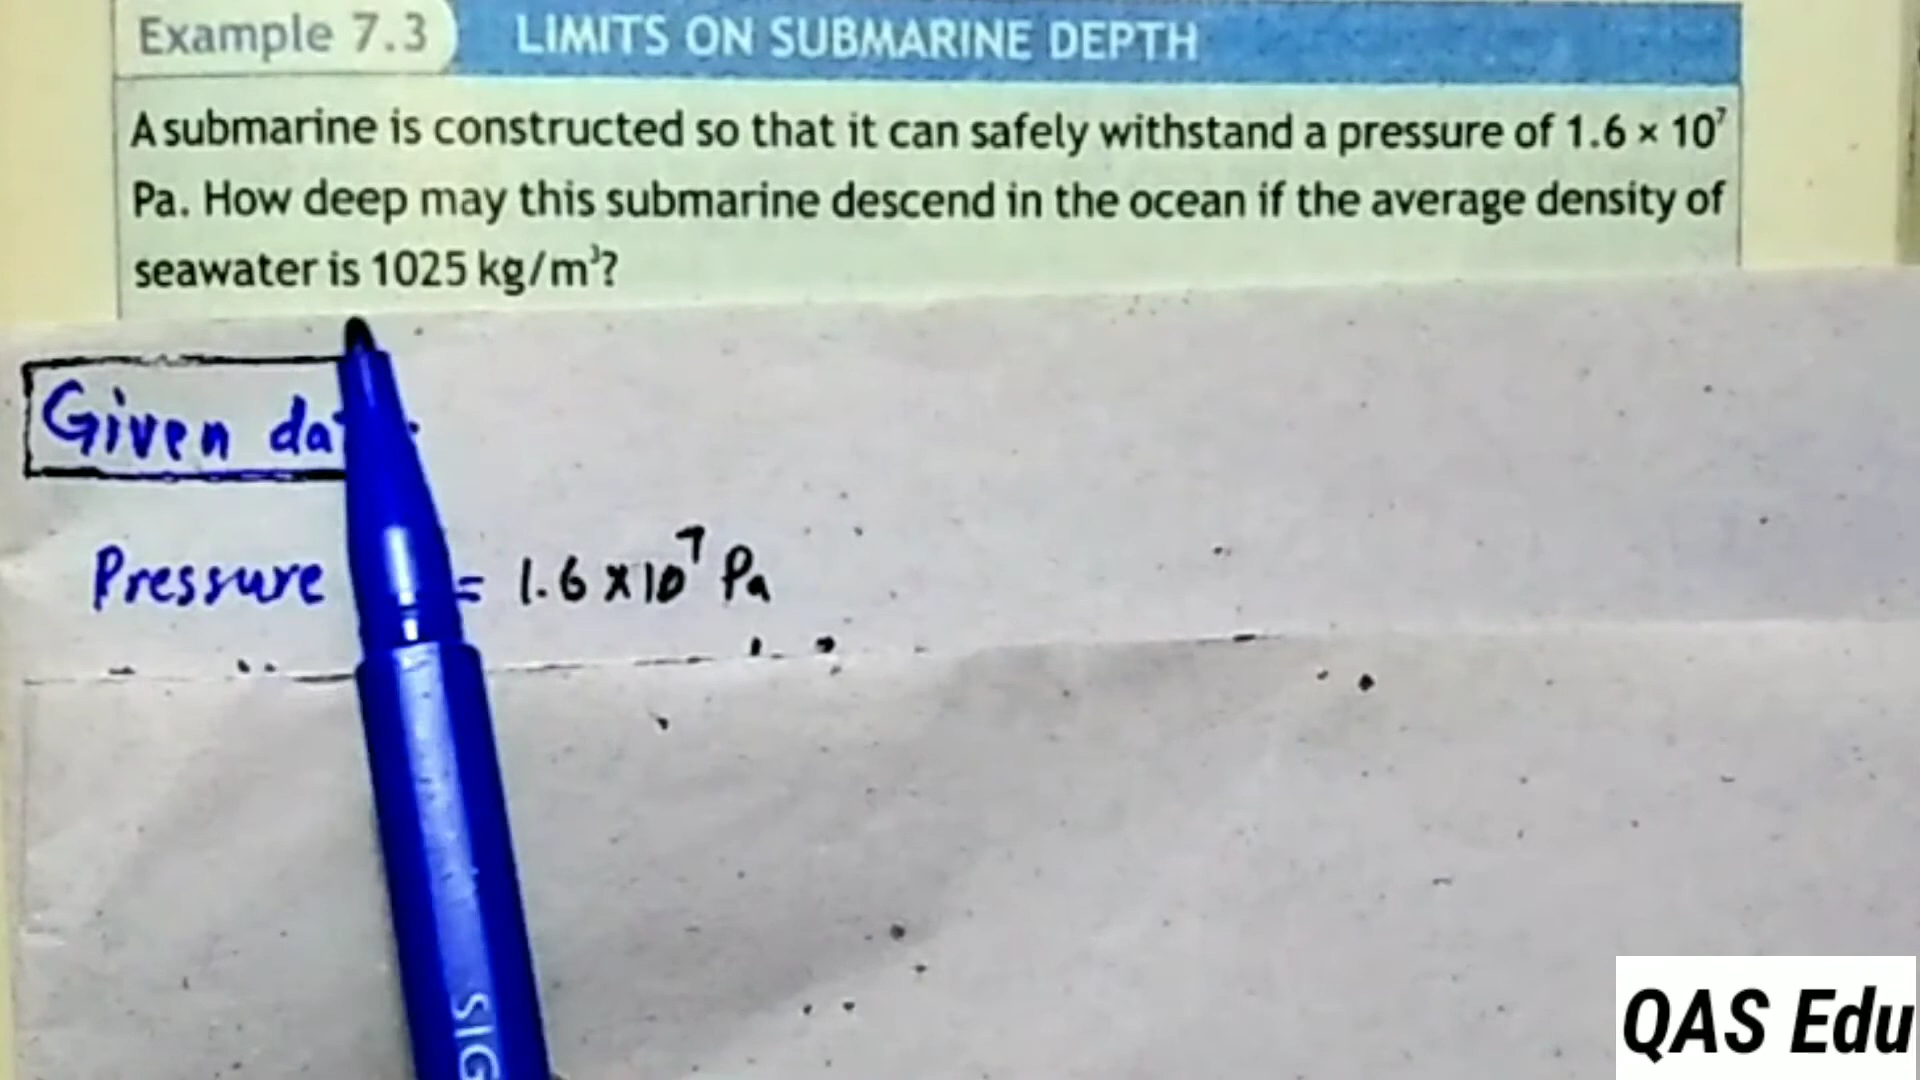 Example 7.3 LIMITS ON SUBMARINE DEPTH
A submarine is constructed so that it can safely withstand a pressure of 1.6 × 10⁷
Pa. How deep may this submarine descend in the ocean if the average density of
seawater is 1025 kg/m³?
Given
Pressure = 1.6 × 10⁷ Pa
SIG
QAS Edu